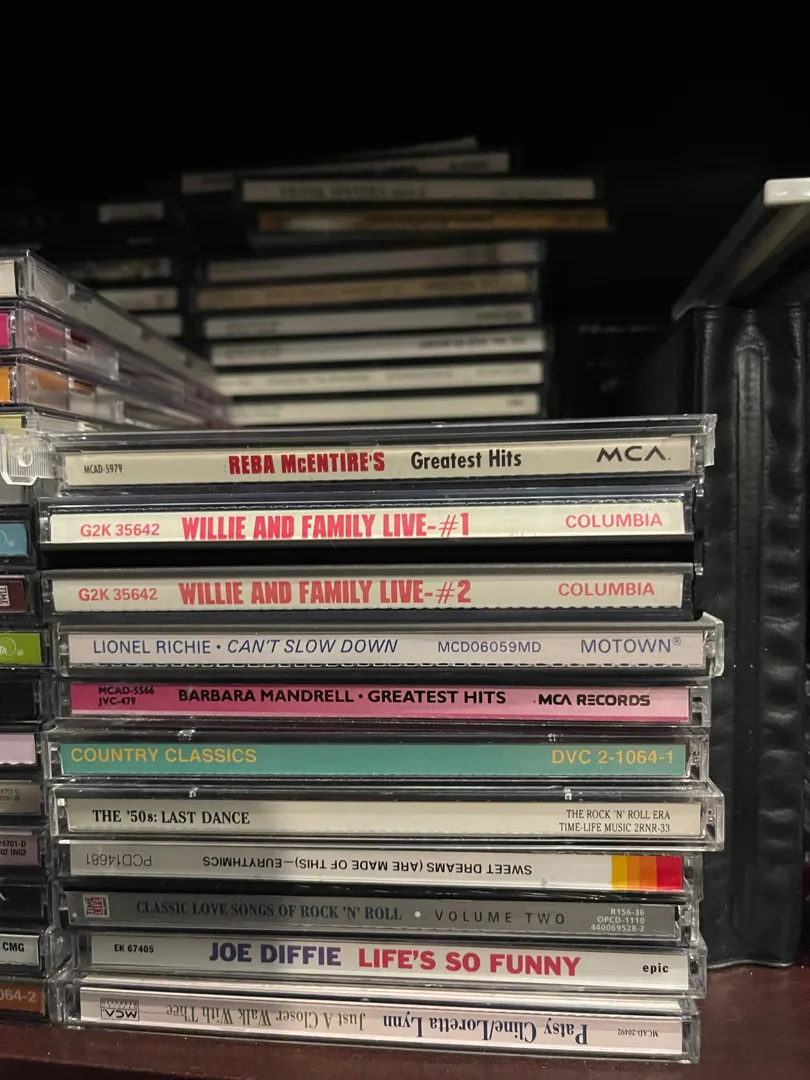 MCAD-5979 REBA McENTIRE'S Greatest Hits MCA
G2K 35642 WILLIE AND FAMILY LIVE-#1 COLUMBIA
G2K 35642 WILLIE AND FAMILY LIVE-#2 COLUMBIA
LIONEL RICHIE • CAN'T SLOW DOWN MCD06059MD MOTOWN®
MCAD-5566
JVC-479
BARBARA MANDRELL • GREATEST HITS MCA RECORDS
COUNTRY CLASSICS DVC 2-1064-1
THE '50s: LAST DANCE
THE ROCK 'N' ROLL ERA
TIME-LIFE MUSIC 2RNR-33
SWEET DREAMS (ARE MADE OF THIS)—EURYTHMICS PCD14681
CLASSIC LOVE SONGS OF ROCK 'N' ROLL • VOLUME TWO
R156-36
OPCD-1110
440069528-2
EK 67405 JOE DIFFIE LIFE'S SO FUNNY epic
MCAD-20492 Patsy Cline/Loretta Lynn Just A Closer Walk With Thee MCA
TIME
CMG
064-2